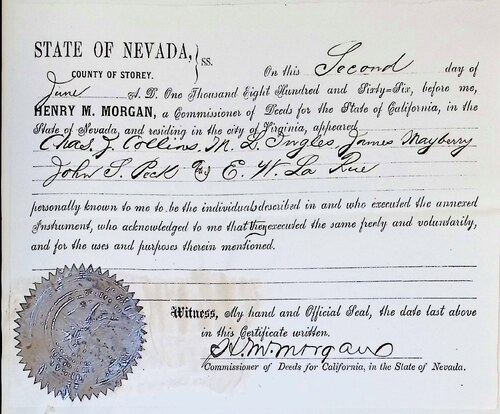 STATE OF NEVADA, } ss.
COUNTY OF STOREY.
On this Second day of
June A. D. One Thousand Eight Hundred and Sixty=Six, before me,
HENRY M. MORGAN, a Commissioner of Deeds for the State of California, in the
State of Nevada, and residing in the city of Virginia, appeared
Chas. J. Collins, M. D. Ingles, James Mayberry
John S. Peck & E. W. La Rue
personally known to me to be the individuals described in and who executed the annexed
Instrument, who acknowledged to me that they executed the same freely and voluntarily,
and for the uses and purposes therein mentioned.
Witness, My hand and Official Seal, the date last above
in this Certificate written.
H. M. Morgan
Commissioner of Deeds for California, in the State of Nevada.